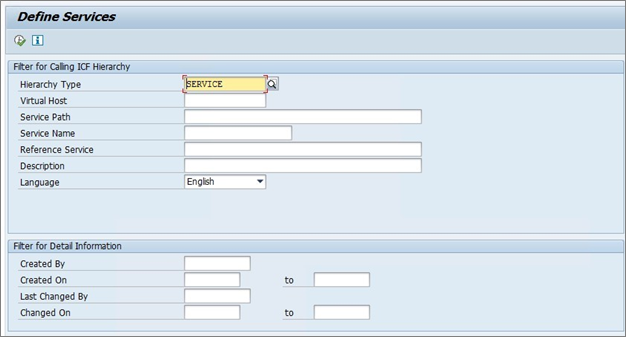 Define Services
Filter for Calling ICF Hierarchy
Hierarchy Type SERVICE
Virtual Host
Service Path
Service Name
Reference Service
Description
Language English
Filter for Detail Information
Created By
Created On to
Last Changed By
Changed On to